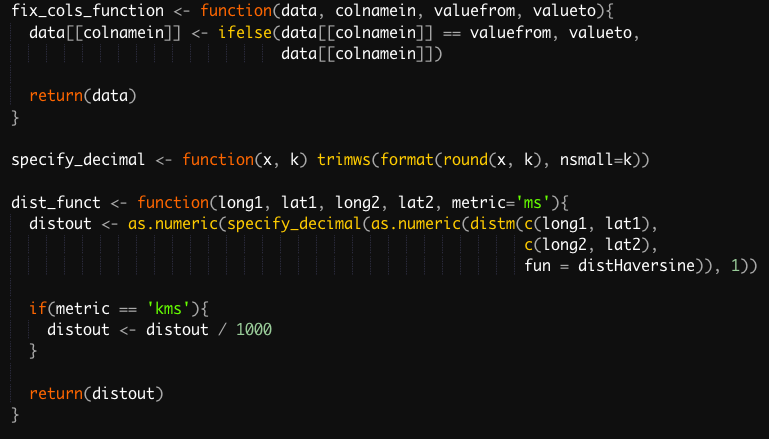 fix_cols_function <- function(data, colnamein, valuefrom, valueto){
  data[[colnamein]] <- ifelse(data[[colnamein]] == valuefrom, valueto,
                              data[[colnamein]])
  return(data)
}
specify_decimal <- function(x, k) trimws(format(round(x, k), nsmall=k))
dist_funct <- function(long1, lat1, long2, lat2, metric='ms'){
  distout <- as.numeric(specify_decimal(as.numeric(distm(c(long1, lat1),
                                                         c(long2, lat2),
                                                         fun = distHaversine)), 1))
  if(metric == 'kms'){
    distout <- distout / 1000
  }
  return(distout)
}